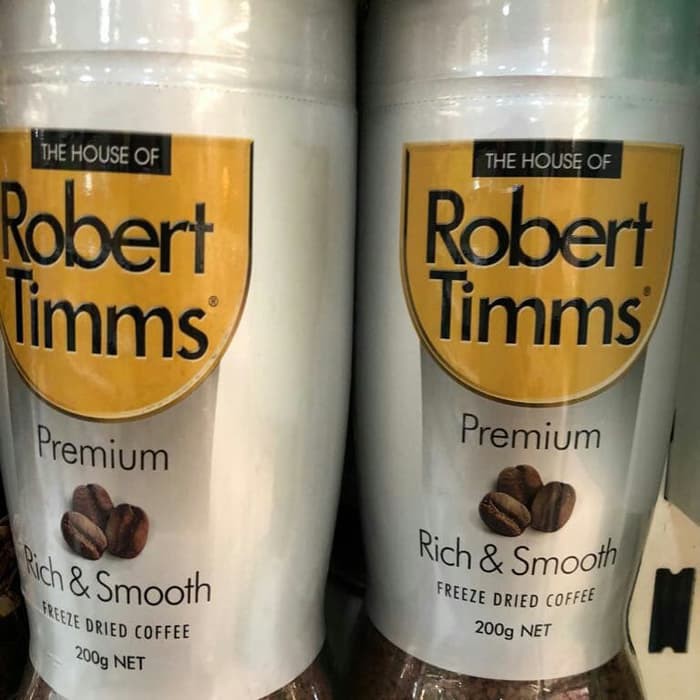 THE HOUSE OF
Robert
Timms®
Premium
Rich & Smooth
FREEZE DRIED COFFEE
200g NET
THE HOUSE OF
Robert
Timms®
Premium
Rich & Smooth
FREEZE DRIED COFFEE
200g NET